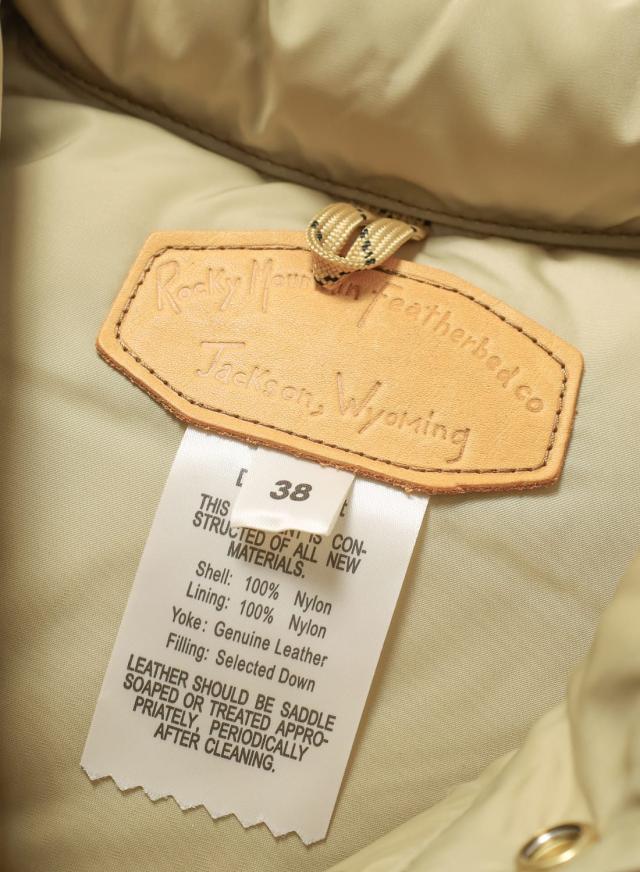 Rocky Mountain Featherbed co
Jackson, Wyoming
38
THIS IS CON-
STRUCTED OF ALL NEW
MATERIALS.
Shell: 100% Nylon
Lining: 100% Nylon
Yoke: Genuine Leather
Filling: Selected Down
LEATHER SHOULD BE SADDLE
SOAPED OR TREATED APPRO-
PRIATELY, PERIODICALLY
AFTER CLEANING.